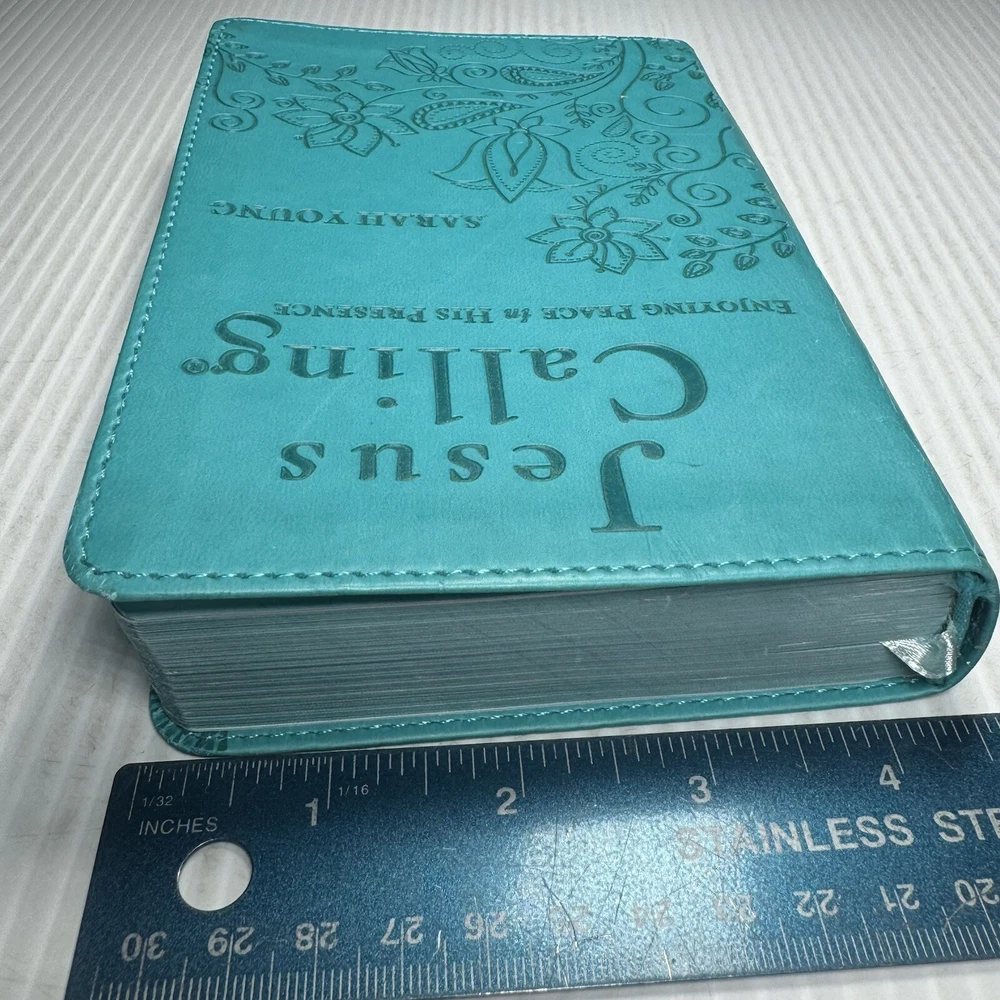 Jesus
Calling®
ENJOYING PEACE in HIS PRESENCE
SARAH YOUNG
1/32
1/16
1 2 3 4
INCHES
STAINLESS STE
30 29 28 27 26 25 24 23 22 21 20